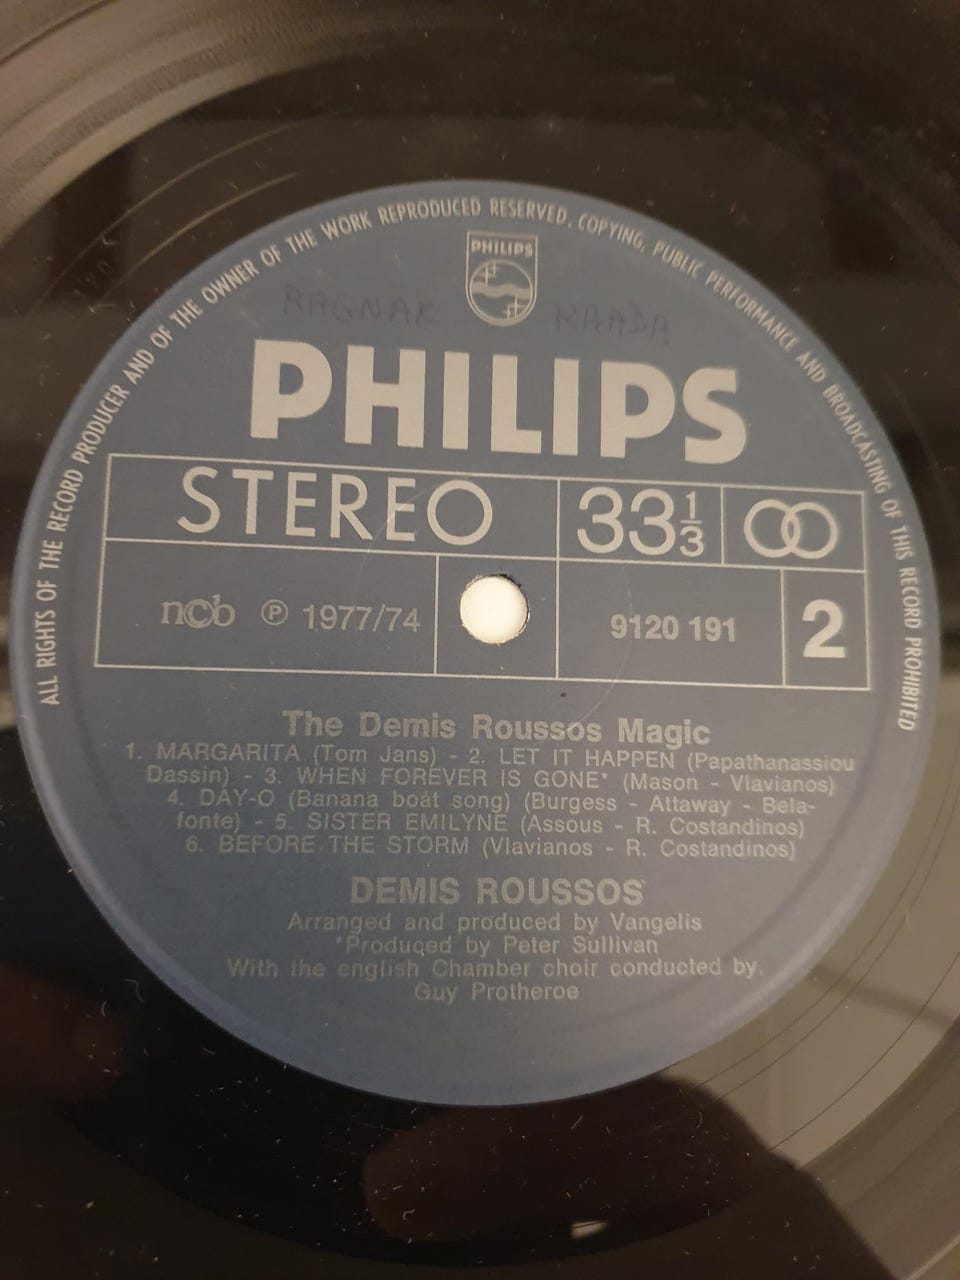 ALL RIGHTS OF THE RECORD PRODUCER AND OF THE OWNER OF THE WORK REPRODUCED RESERVED. COPYING, PUBLIC PERFORMANCE AND BROADCASTING OF THIS RECORD PROHIBITED
PHILIPS
RAGNAR KAADA
PHILIPS
STEREO 33 1/3
ncb ℗ 1977/74 9120 191 2
The Demis Roussos Magic
1. MARGARITA (Tom Jans) - 2. LET IT HAPPEN (Papathanassiou
Dassin) - 3. WHEN FOREVER IS GONE* (Mason - Vlavianos)
4. DAY-O (Banana boat song) (Burgess - Attaway - Bela-
fonte) - 5. SISTER EMILYNE (Assous - R. Costandinos)
6. BEFORE THE STORM (Vlavianos - R. Costandinos)
DEMIS ROUSSOS
Arranged and produced by Vangelis
*Produced by Peter Sullivan
With the english Chamber choir conducted by.
Guy Protheroe